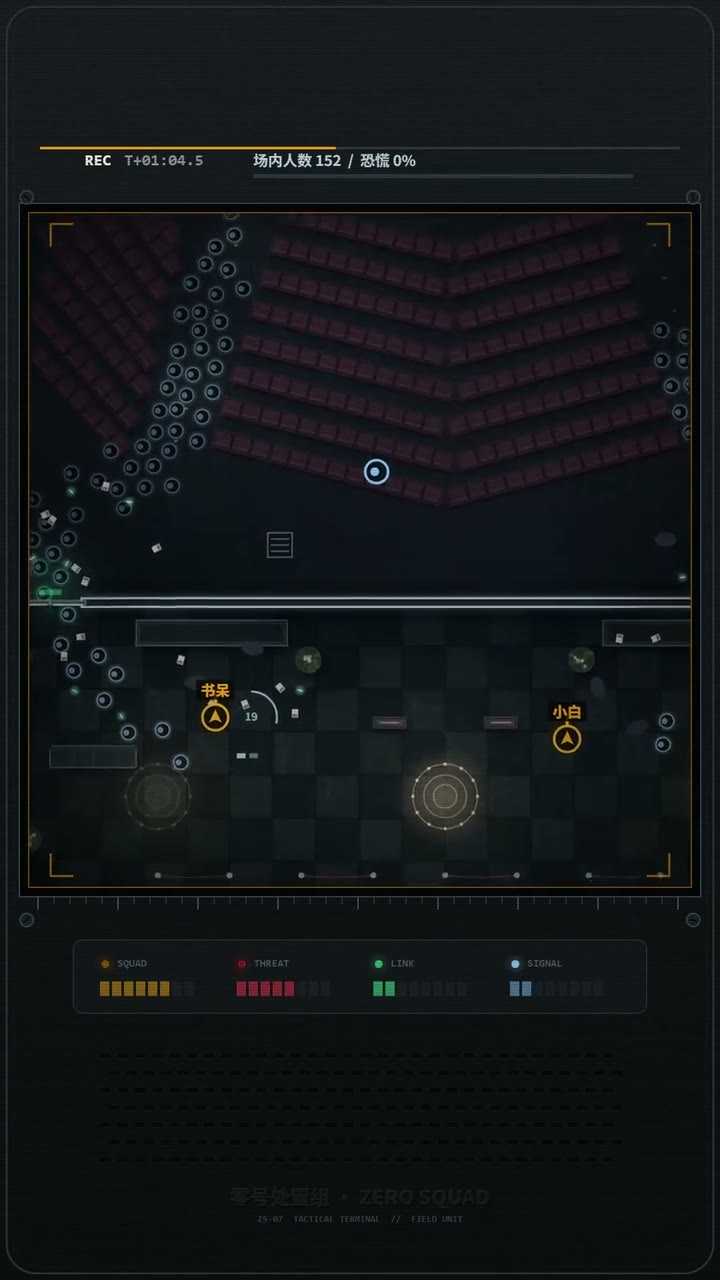 REC T+01:04.5 场内人数 152 / 恐慌 0%
书呆
19
小白
SQUAD THREAT LINK SIGNAL
零号处置组 · ZERO SQUAD
ZS-07 TACTICAL TERMINAL // FIELD UNIT